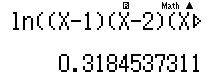 R Math ▲
ln((X-1)(X-2)(X▷
0.3184537311